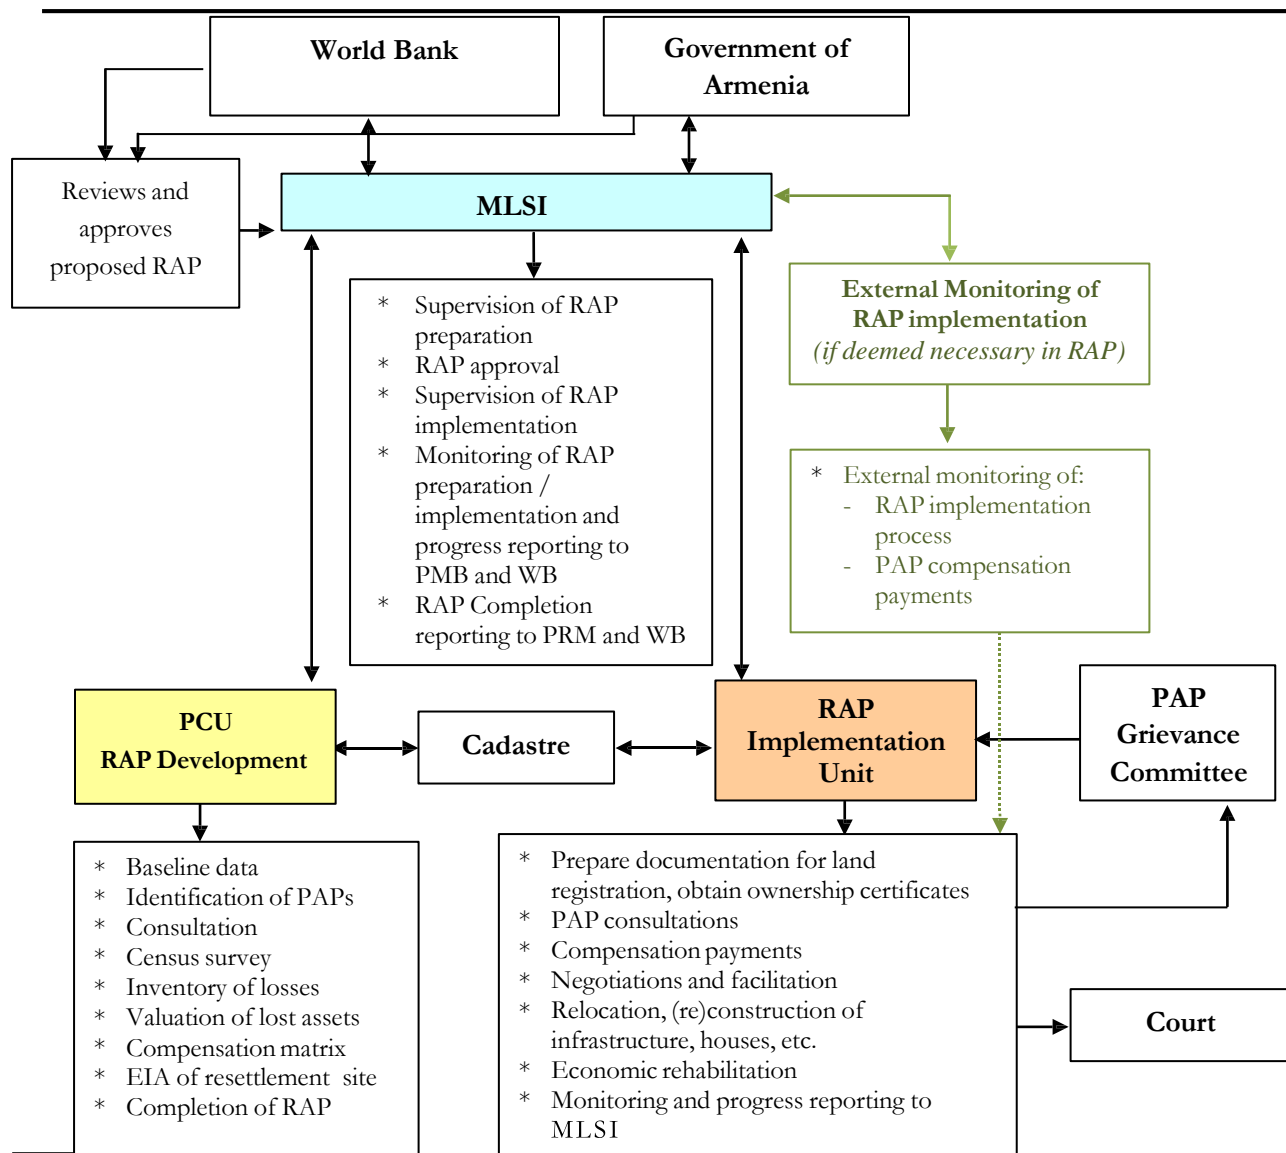 World Bank
Government of
Armenia
Reviews and
approves
proposed RAP
MLSI
* Supervision of RAP
preparation
* RAP approval
* Supervision of RAP
implementation
* Monitoring of RAP
preparation /
implementation and
progress reporting to
PMB and WB
* RAP Completion
reporting to PRM and WB
External Monitoring of
RAP implementation
(if deemed necessary in RAP)
* External monitoring of:
- RAP implementation
process
- PAP compensation
payments
PCU
RAP Development
Cadastre
RAP
Implementation
Unit
PAP
Grievance
Committee
* Baseline data
* Identification of PAPs
* Consultation
* Census survey
* Inventory of losses
* Valuation of lost assets
* Compensation matrix
* EIA of resettlement site
* Completion of RAP
* Prepare documentation for land
registration, obtain ownership certificates
* PAP consultations
* Compensation payments
* Negotiations and facilitation
* Relocation, (re)construction of
infrastructure, houses, etc.
* Economic rehabilitation
* Monitoring and progress reporting to
MLSI
Court